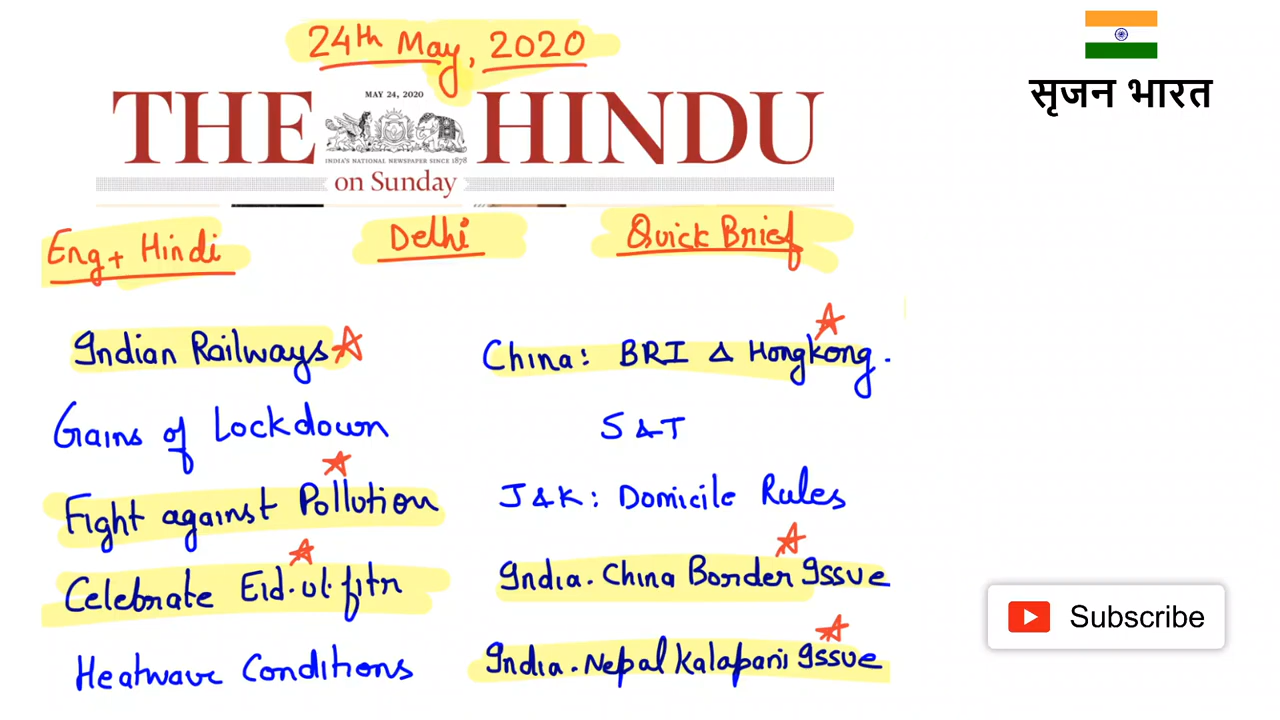 24th May, 2020
सृजन भारत
MAY 24, 2020
THE HINDU
INDIA'S NATIONAL NEWSPAPER SINCE 1878
on Sunday
Eng + Hindi
Delhi
Quick Brief
Indian Railways
Gains of Lockdown
Fight against Pollution
Celebrate Eid-ul-fitr
Heatwave Conditions
China: BRI & Hongkong.
S & T
J & K: Domicile Rules
India-China Border Issue
India-Nepal Kalapani Issue
Subscribe